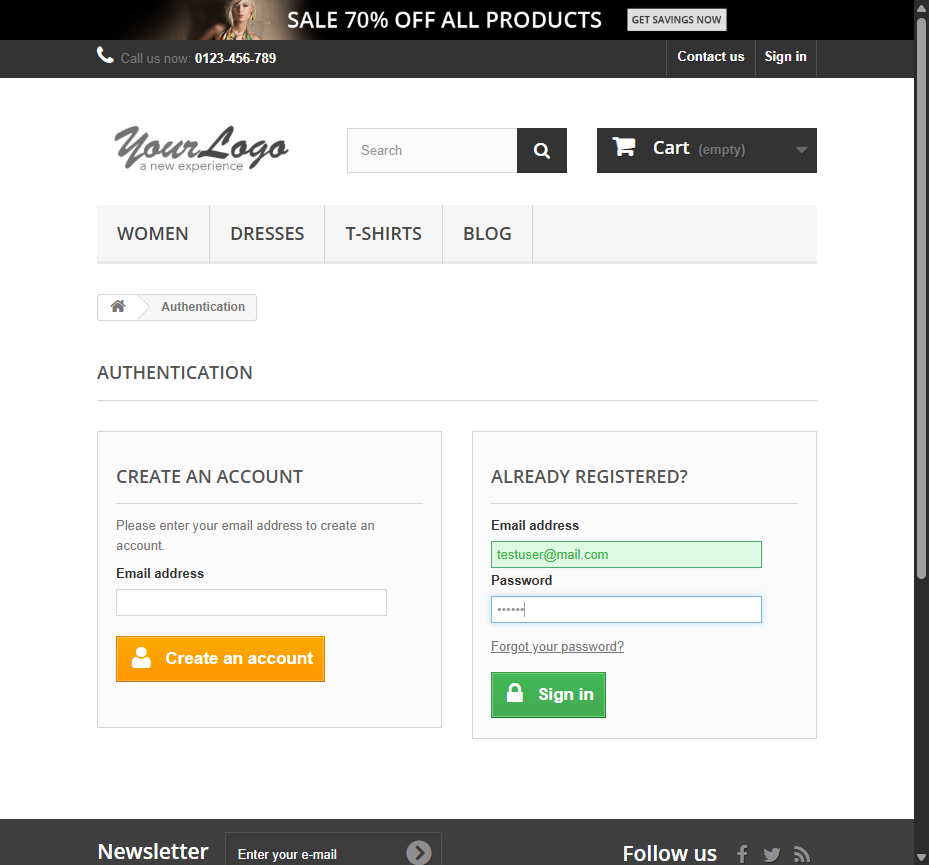 SALE 70% OFF ALL PRODUCTS GET SAVINGS NOW
Call us now: 0123-456-789 Contact us Sign in
YourLogo
a new experience
Search
Cart (empty)
WOMEN DRESSES T-SHIRTS BLOG
Authentication
AUTHENTICATION
CREATE AN ACCOUNT
Please enter your email address to create an
account.
Email address
Create an account
ALREADY REGISTERED?
Email address
testuser@mail.com
Password
••••••
Forgot your password?
Sign in
Newsletter Enter your e-mail Follow us